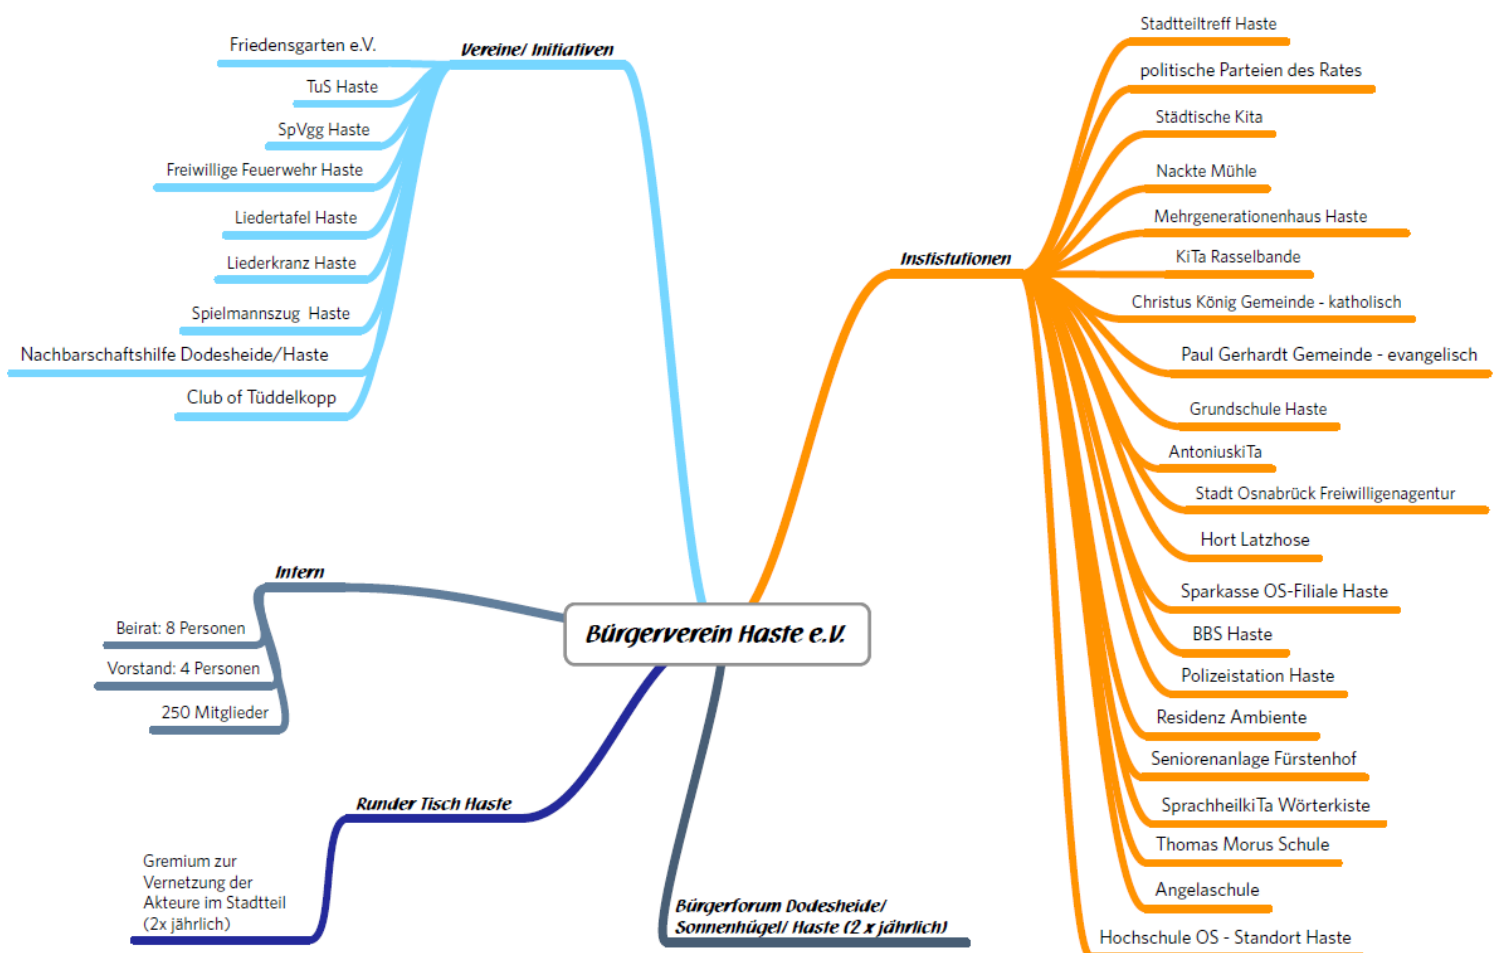 Vereine/ Initiativen
Friedensgarten e.V.
TuS Haste
SpVgg Haste
Freiwillige Feuerwehr Haste
Liedertafel Haste
Liederkranz Haste
Spielmannszug Haste
Nachbarschaftshilfe Dodesheide/Haste
Club of Tüddelkopp
Instistutionen
Stadtteiltreff Haste
politische Parteien des Rates
Städtische Kita
Nackte Mühle
Mehrgenerationenhaus Haste
KiTa Rasselbande
Christus König Gemeinde - katholisch
Paul Gerhardt Gemeinde - evangelisch
Grundschule Haste
AntoniuskiTa
Stadt Osnabrück Freiwilligenagentur
Hort Latzhose
Sparkasse OS-Filiale Haste
BBS Haste
Polizeistation Haste
Residenz Ambiente
Seniorenanlage Fürstenhof
SprachheilkiTa Wörterkiste
Thomas Morus Schule
Angelaschule
Hochschule OS - Standort Haste
Bürgerverein Haste e.V.
Intern
Beirat: 8 Personen
Vorstand: 4 Personen
250 Mitglieder
Runder Tisch Haste
Gremium zur
Vernetzung der
Akteure im Stadtteil
(2x jährlich)
Bürgerforum Dodesheide/
Sonnenhügel/ Haste (2 x jährlich)